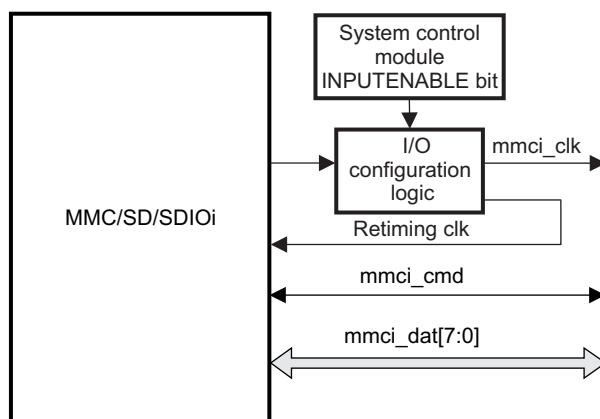 System control
module
INPUTENABLE bit
I/O
configuration
logic
mmci_clk
MMC/SD/SDIOi
Retiming clk
mmci_cmd
mmci_dat[7:0]